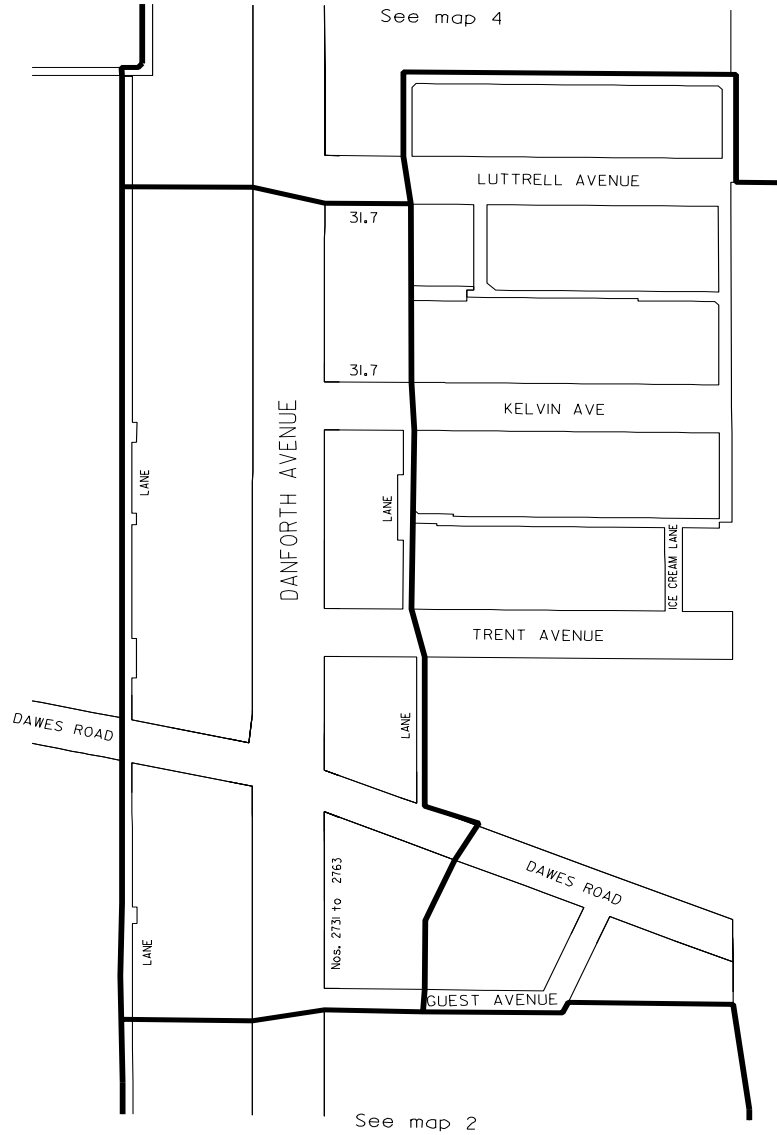 See map 4
LUTTRELL AVENUE
31.7
31.7
KELVIN AVE
DANFORTH AVENUE
LANE
LANE
ICE CREAM LANE
TRENT AVENUE
DAWES ROAD
LANE
DAWES ROAD
Nos. 2731 to 2763
LANE
GUEST AVENUE
See map 2